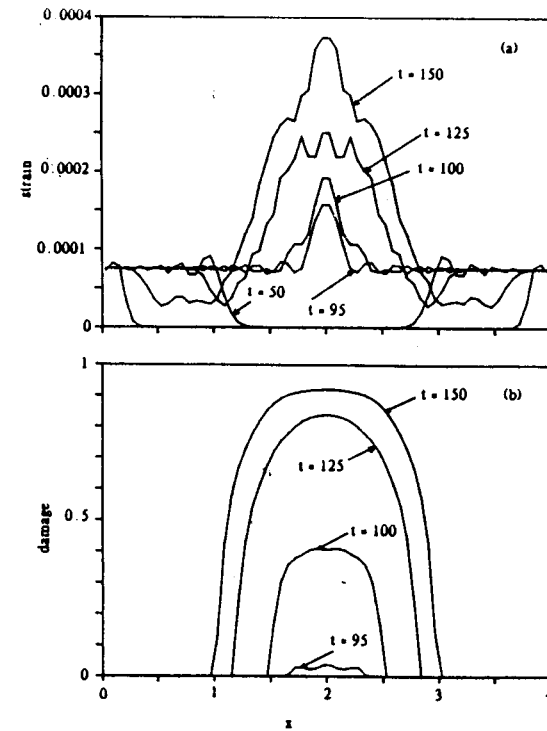 0.0004
(a)
t = 150
0.0003
t = 125
strain
0.0002
t = 100
0.0001
t = 50
t = 95
0
1
(b)
t = 150
t = 125
damage
0.5
t = 100
t = 95
0
0
1
2
3
4
x